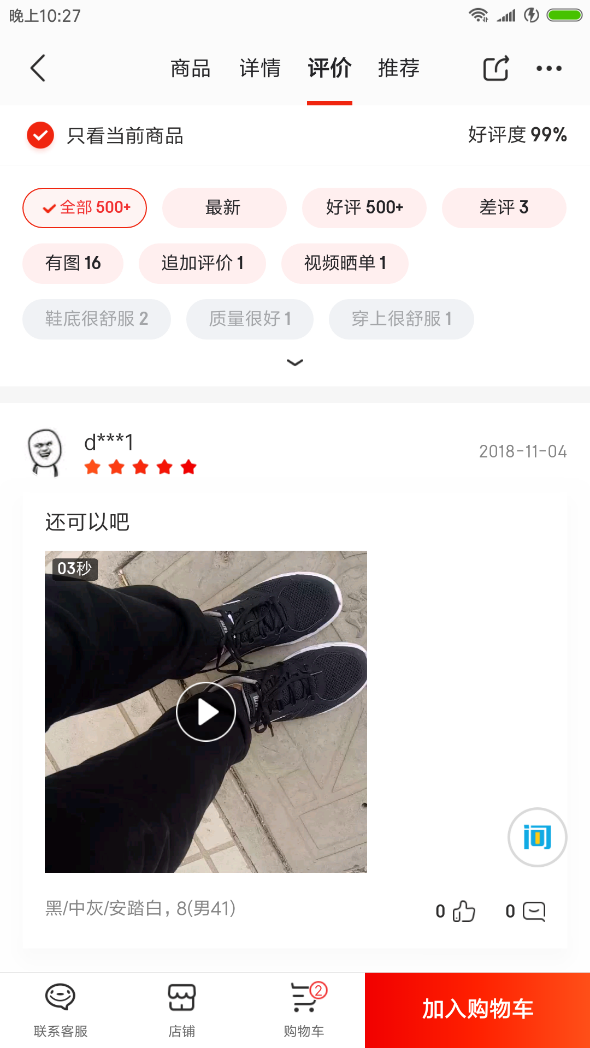 晚上10:27
商品 详情 评价 推荐
只看当前商品 好评度 99%
全部 500+ 最新 好评 500+ 差评 3
有图 16 追加评价 1 视频晒单 1
鞋底很舒服 2 质量很好 1 穿上很舒服 1
d***1
2018-11-04
还可以吧
03秒
问
黑/中灰/安踏白, 8(男41) 0 0
2
联系客服 店铺 购物车 加入购物车